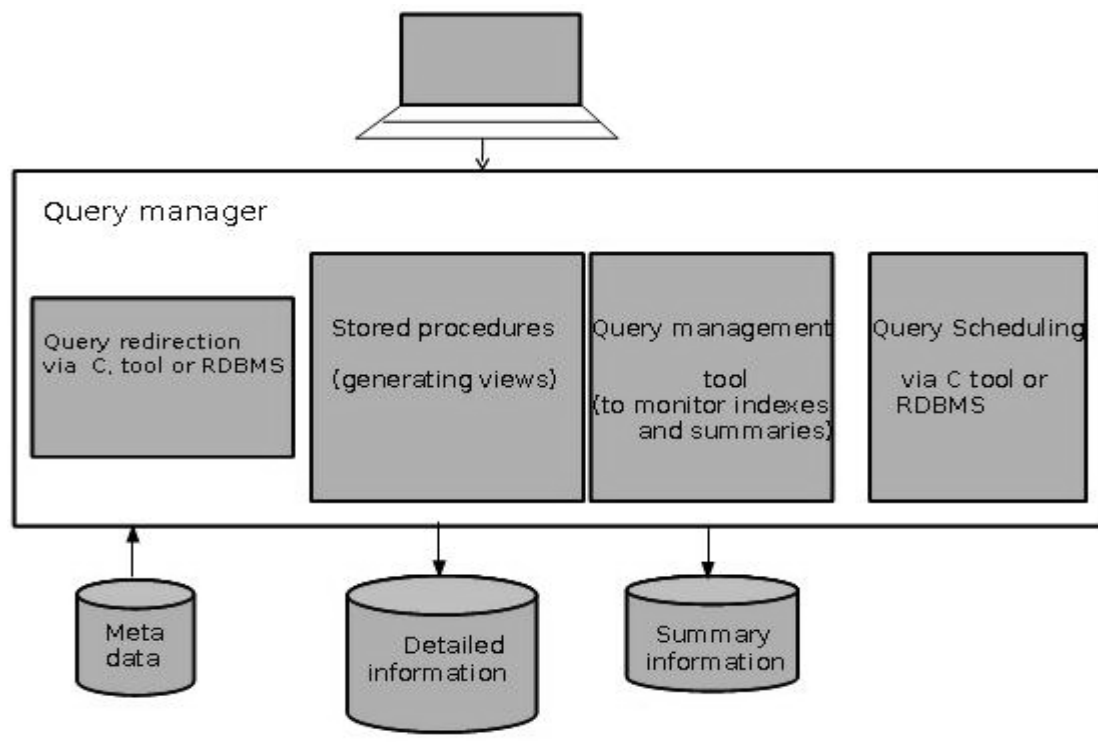 Query manager
Query redirection
via C, tool or RDBMS
Stored procedures
(generating views)
Query management
tool
(to monitor indexes
and summaries)
Query Scheduling
via C tool or
RDBMS
Meta
data
Detailed
information
Summary
information